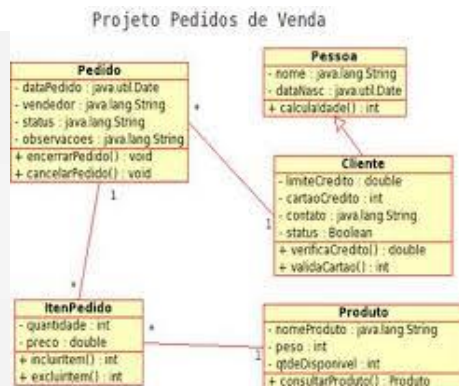 Projeto Pedidos de Venda
Pedido
- dataPedido : java.util.Date
- vendedor : java.lang.String
- status : java.lang.String
- observacoes : java.lang.String
+ encerrarPedido() : void
+ cancelarPedido() : void
Pessoa
- nome : java.lang.String
- dataNasc : java.util.Date
+ calculaIdade() : int
Cliente
- limiteCredito : double
- cartaoCredito : int
- contato : java.lang.String
- status : Boolean
+ verificaCredito() : double
+ validaCartao() : int
*
1
1
*
ItenPedido
- quantidade : int
- preco : double
+ incluirItem() : int
+ excluirItem() : int
*
1
Produto
- nomeProduto : java.lang.String
- peso : int
- qtdeDisponivel : int
+ consultarProduto() : Produto